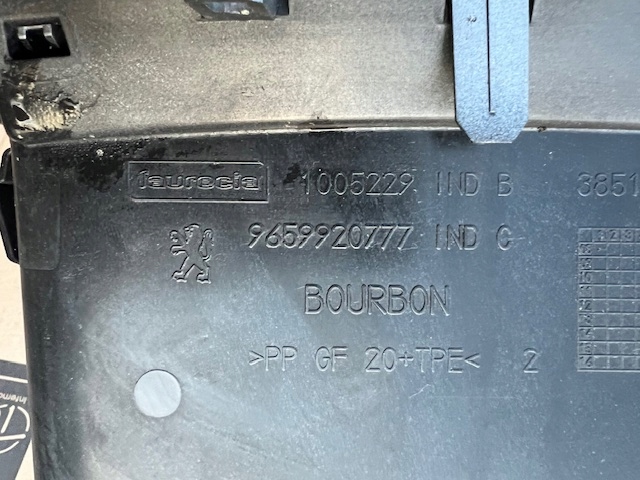 faurecia 1005229 IND B 3851
9659920777 IND C
BOURBON
>PP GF 20+TPE< 2